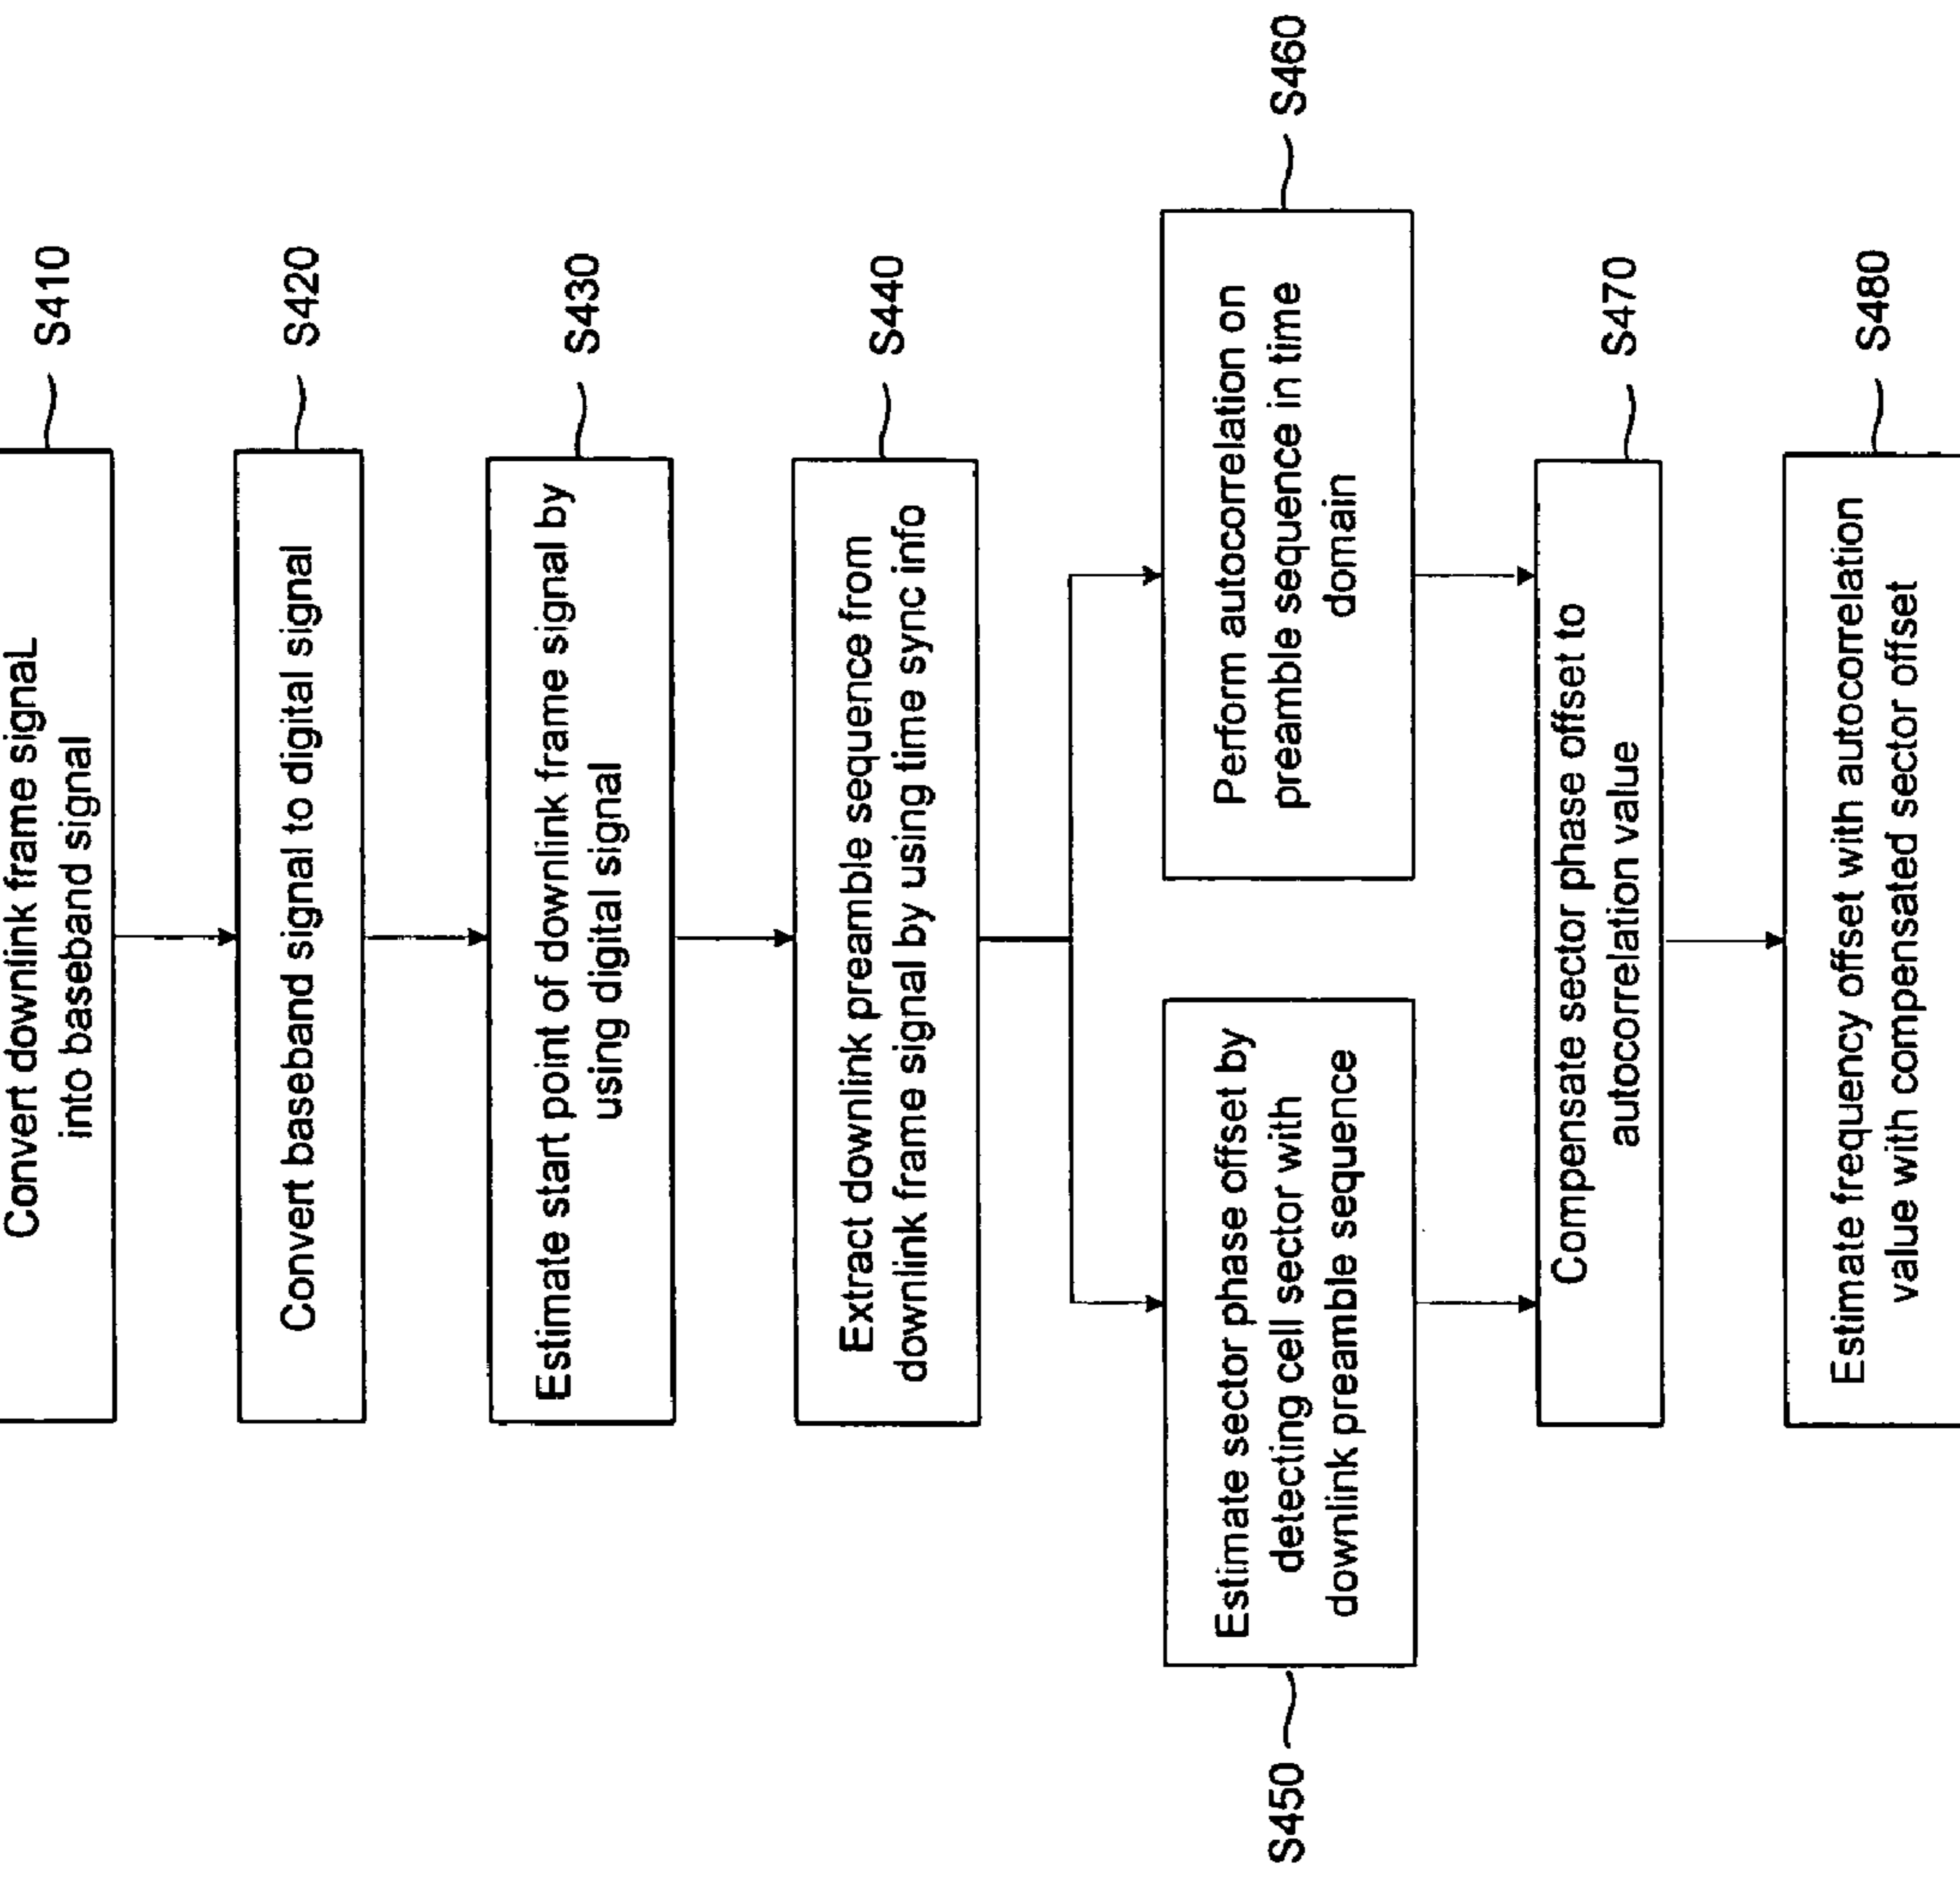 Convert downlink frame signaL
into baseband signal
S410
Convert baseband signal to digital signal
S420
Estimate start point of downlink frame signal by
using digital signal
S430
Extract downlink preamble sequence from
downlink frame signal by using time sync info
S440
S450
Estimate sector phase offset by
detecting cell sector with
downlink preamble sequence
Perform autocorrelation on
preamble sequence in time
domain
S460
Compensate sector phase offset to
autocorrelation value
S470
Estimate frequency offset with autocorrelation
value with compensated sector offset
S480